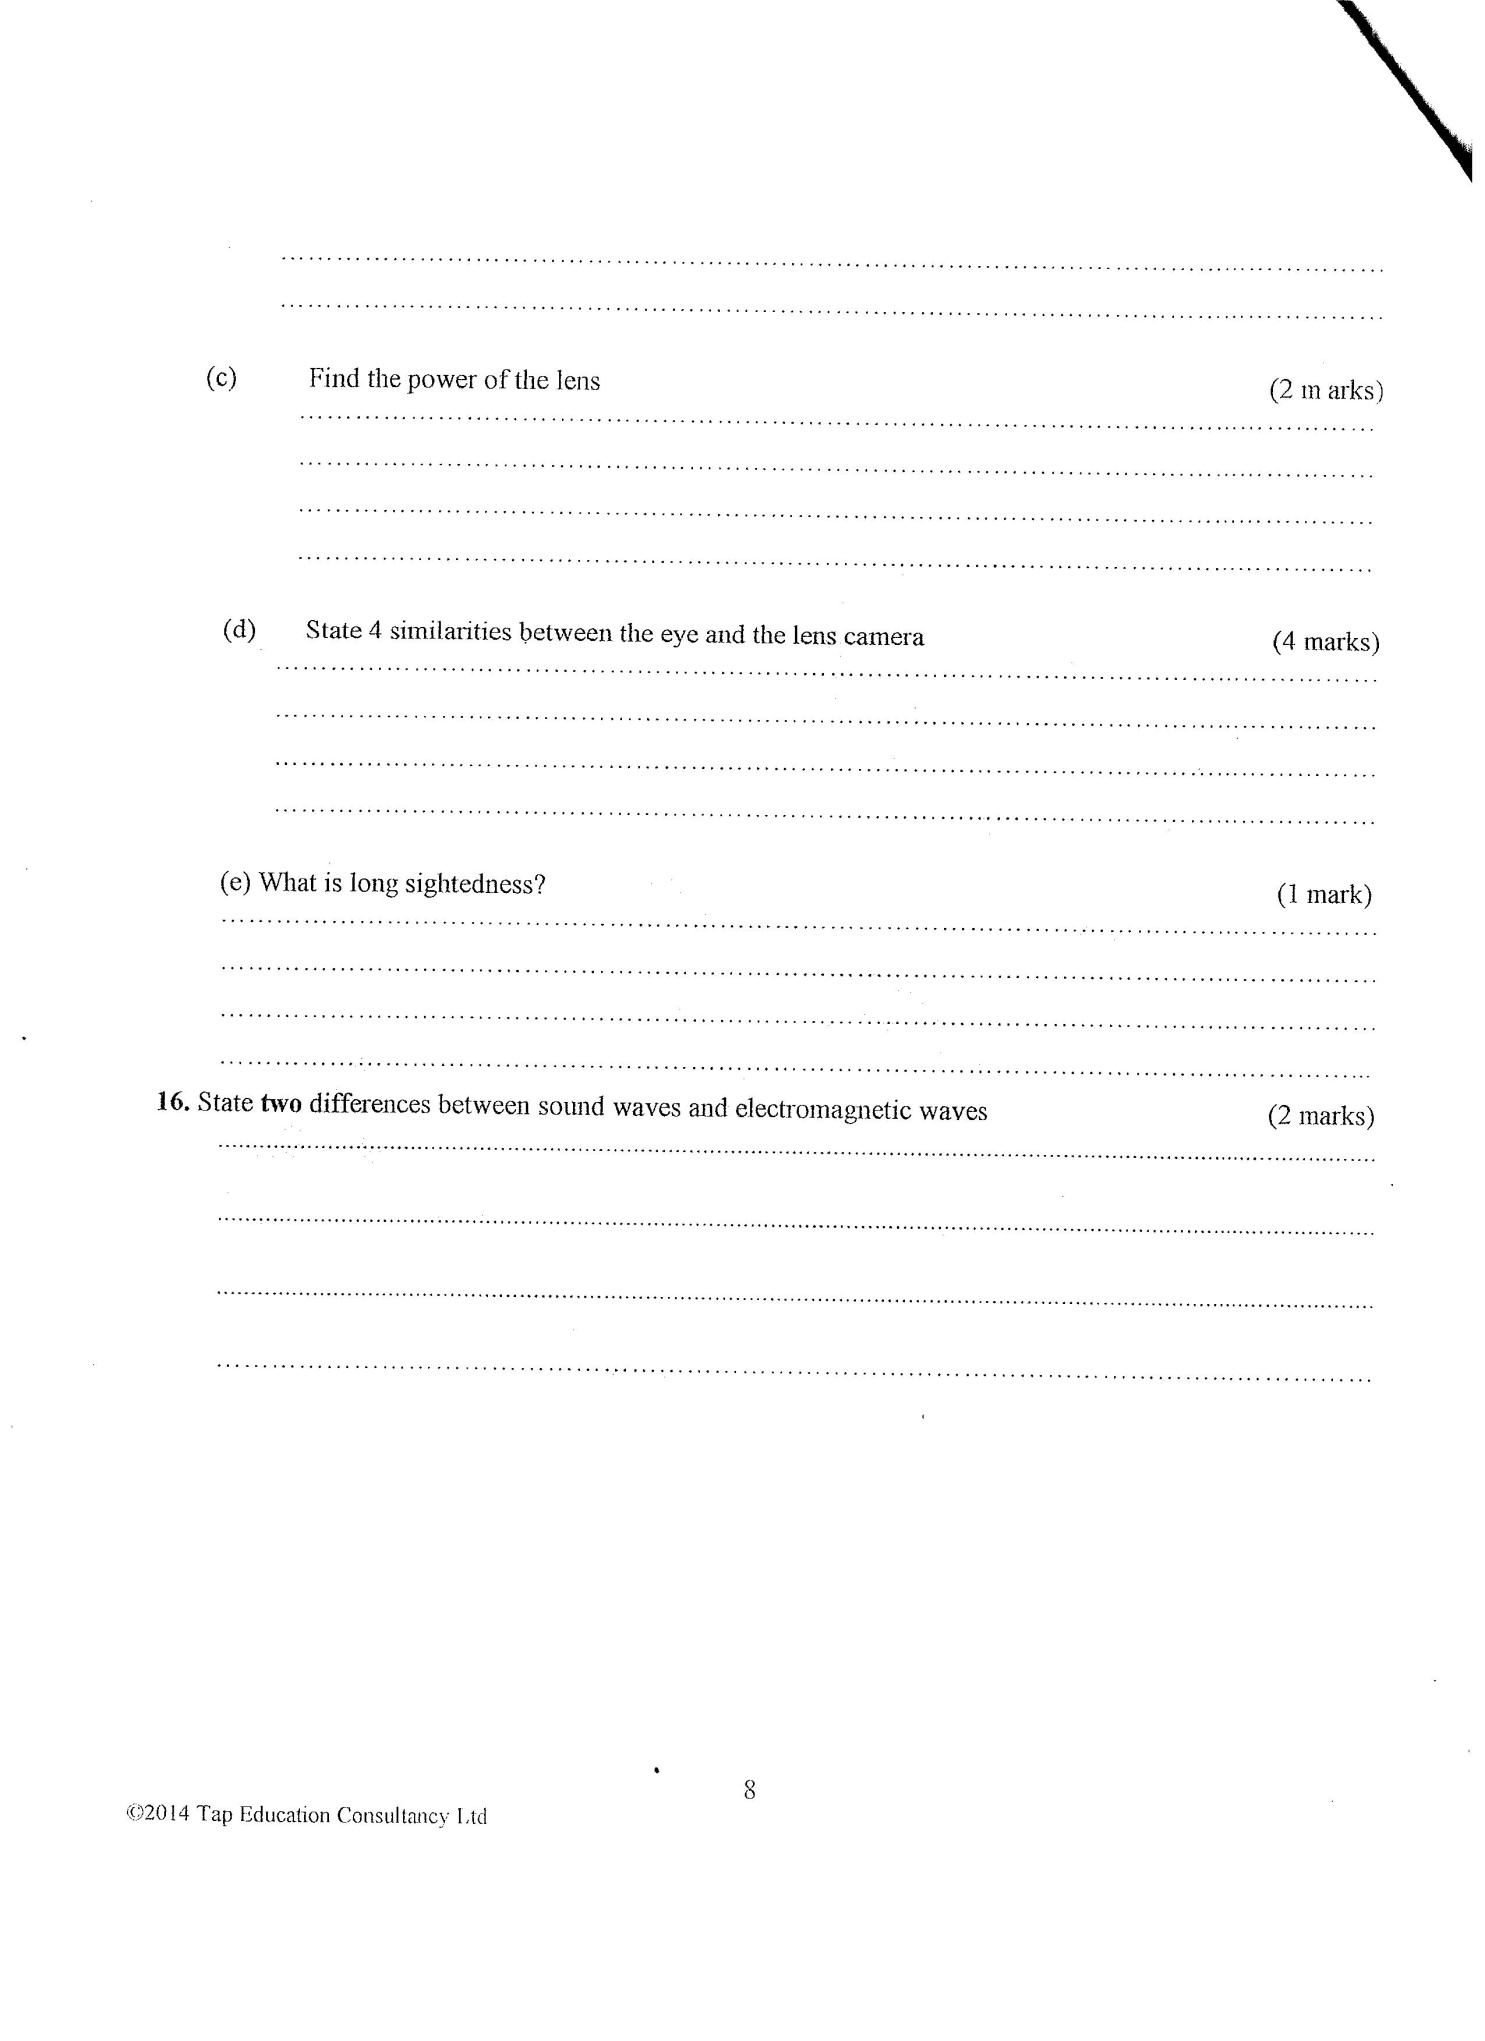 (c) Find the power of the lens (2 m arks)
(d) State 4 similarities between the eye and the lens camera (4 marks)
(e) What is long sightedness? (1 mark)
16. State two differences between sound waves and electromagnetic waves (2 marks)
8
©2014 Tap Education Consultancy Ltd